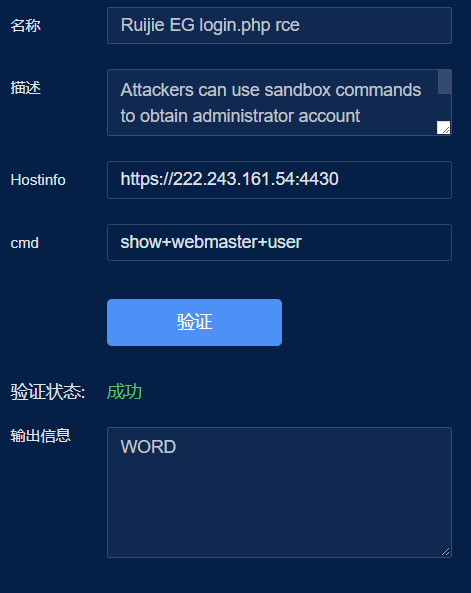 名称
Ruijie EG login.php rce
描述
Attackers can use sandbox commands
to obtain administrator account
Hostinfo
https://222.243.161.54:4430
cmd
show+webmaster+user
验证
验证状态: 成功
输出信息
WORD